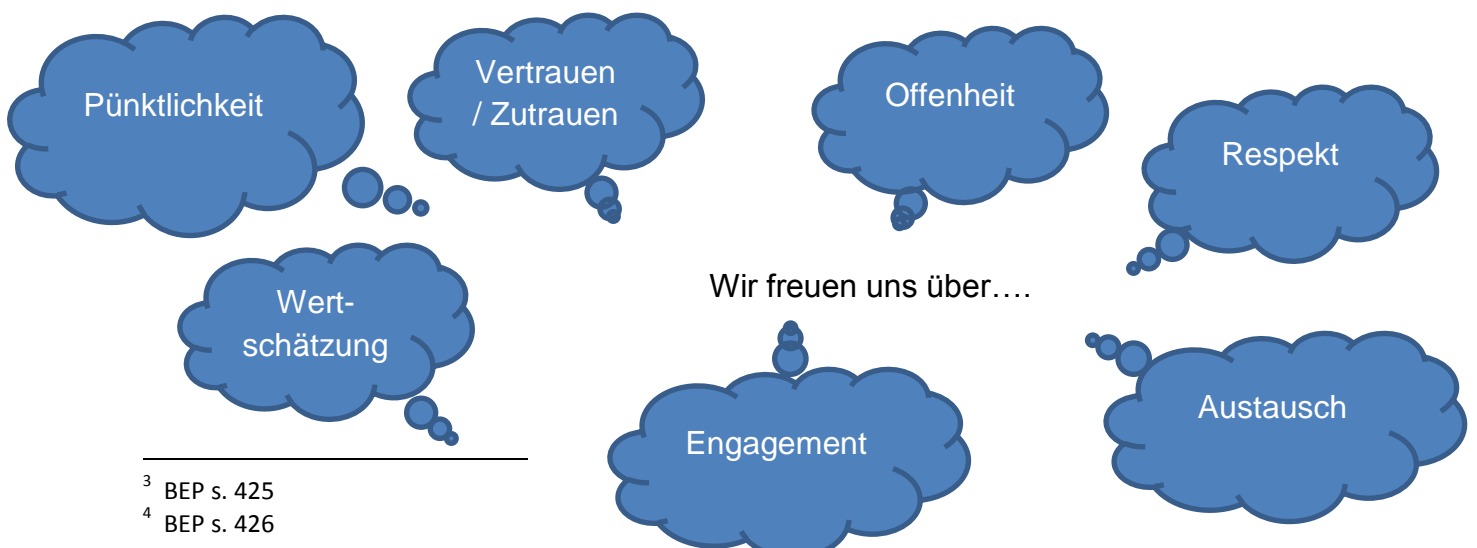 Pünktlichkeit
Vertrauen
/ Zutrauen
Offenheit
Respekt
Wir freuen uns über….
Wert-
schätzung
Austausch
Engagement
3 BEP s. 425
4 BEP s. 426